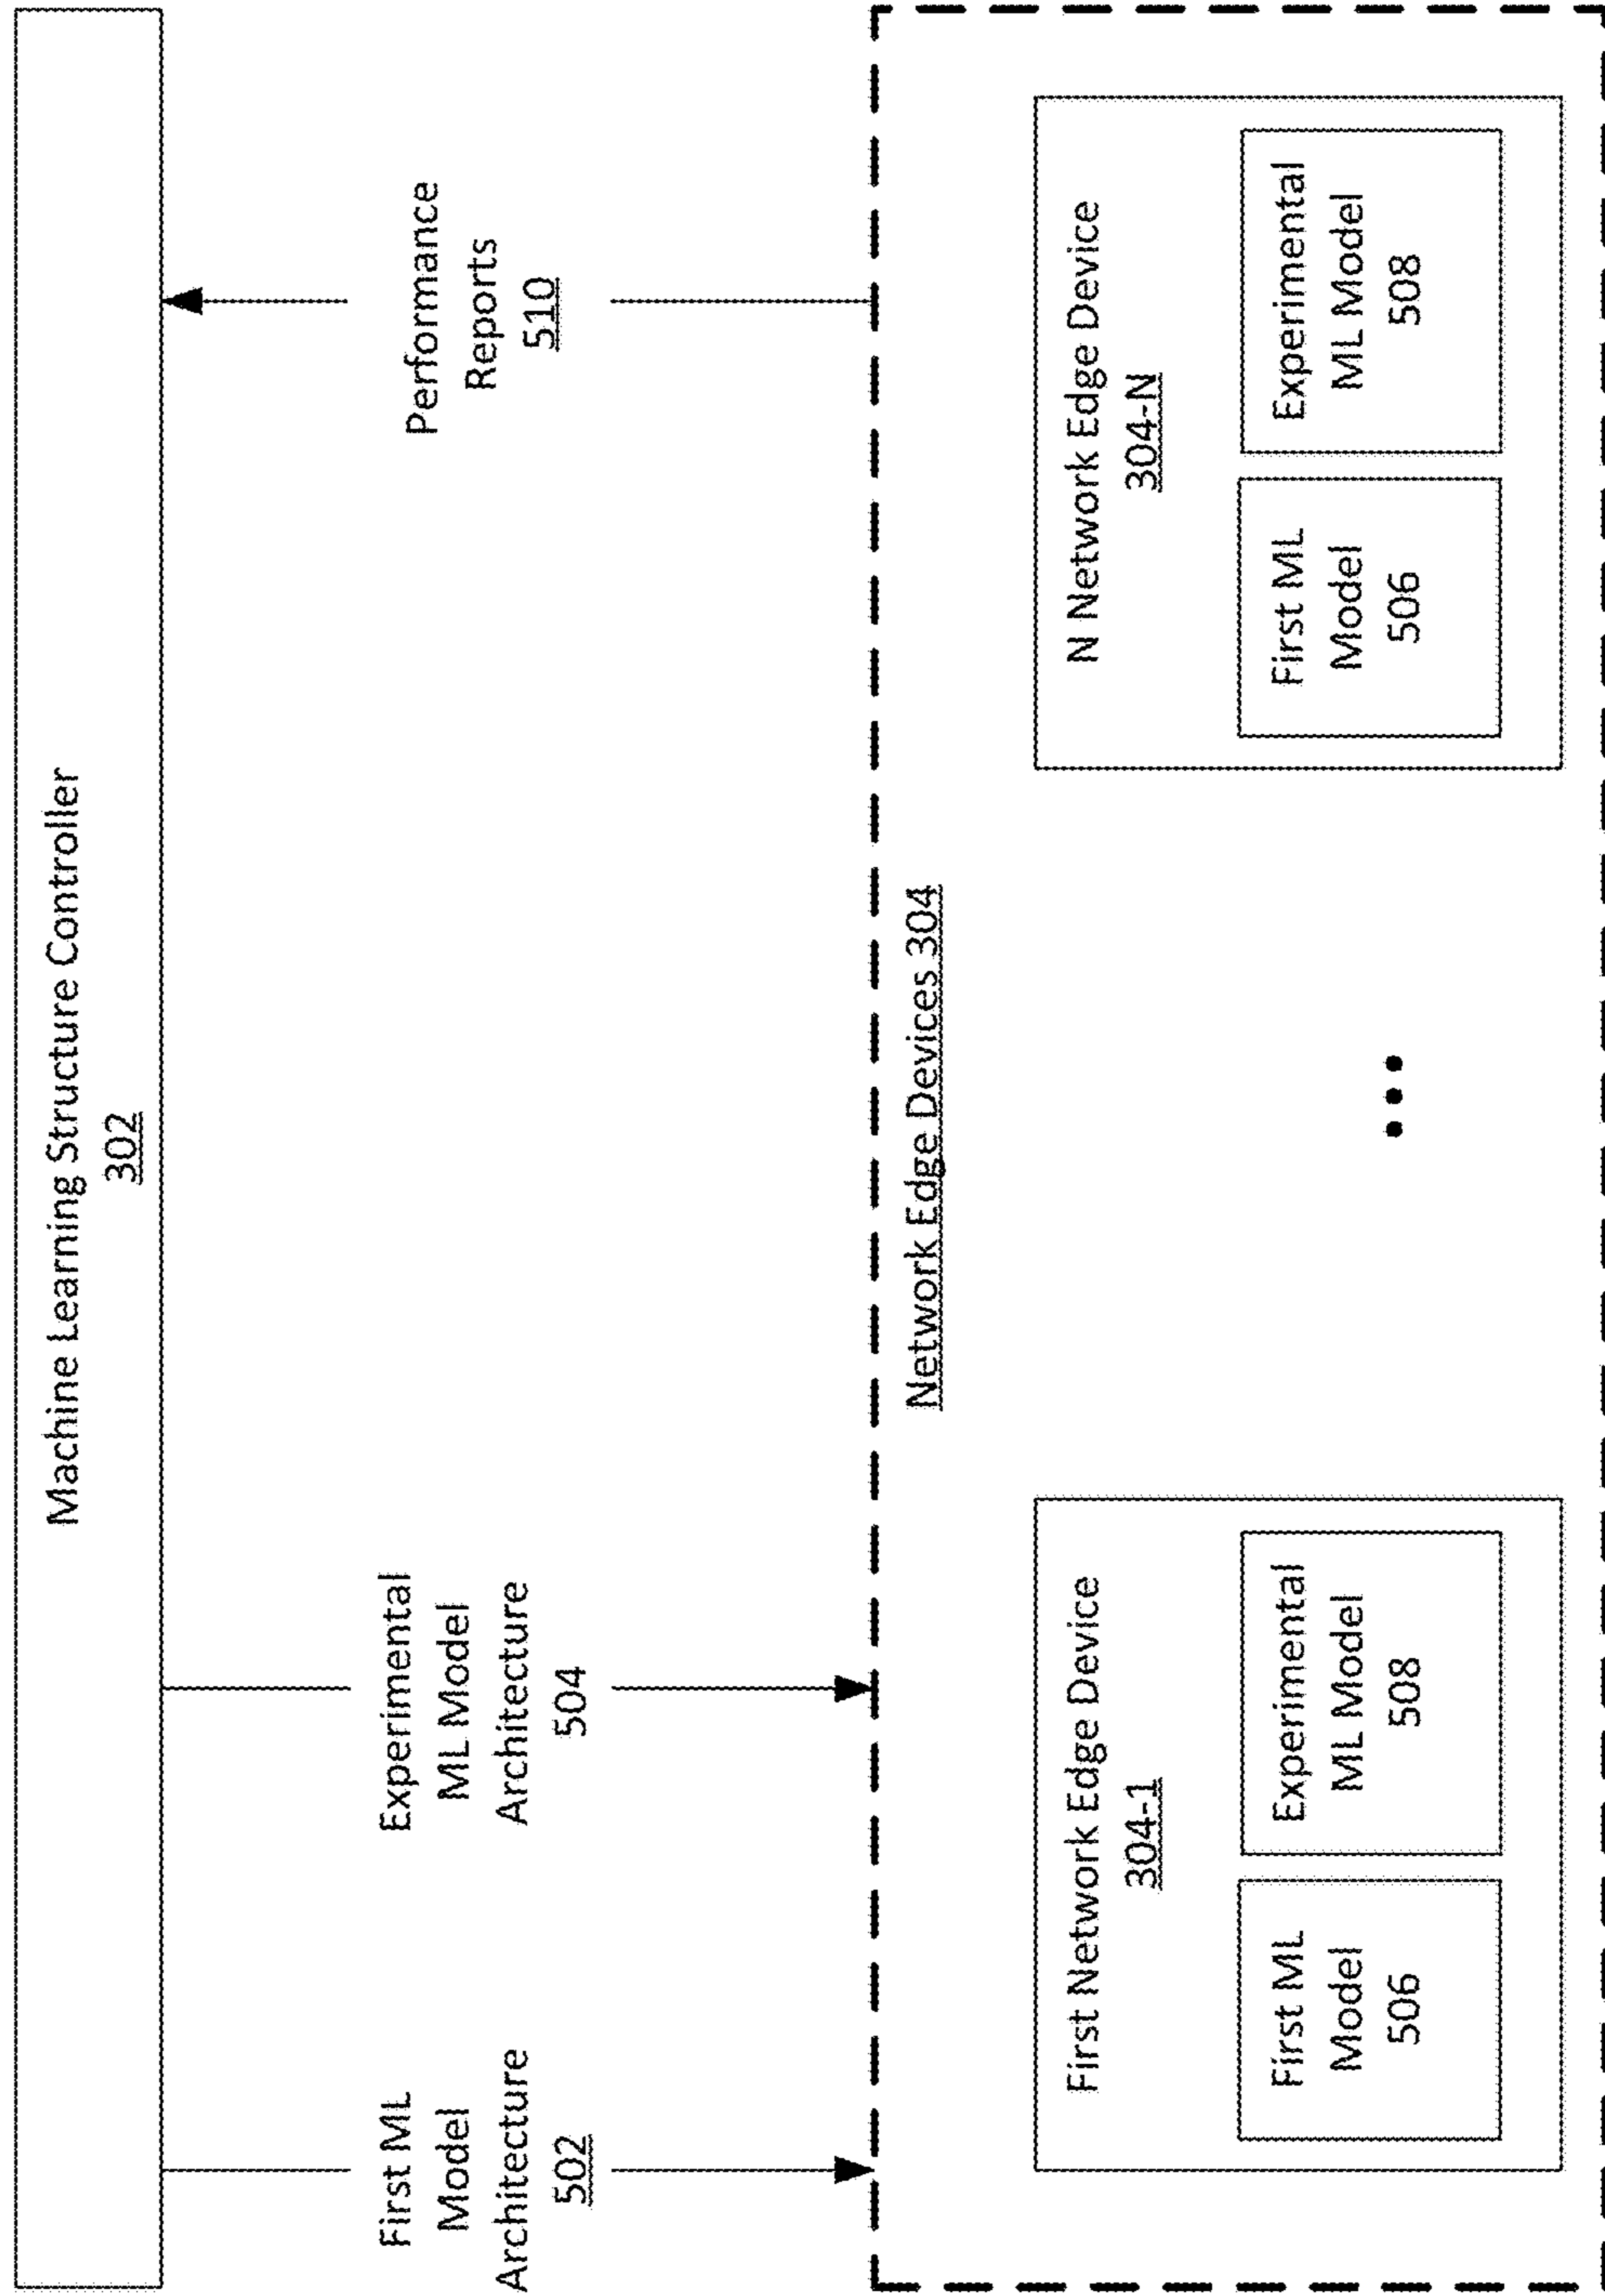 Machine Learning Structure Controller
302
First ML
Model
Architecture
502
Experimental
ML Model
Architecture
504
Performance
Reports
510
Network Edge Devices 304
First Network Edge Device
304-1
First ML
Model
506
Experimental
ML Model
508
...
N Network Edge Device
304-N
First ML
Model
506
Experimental
ML Model
508